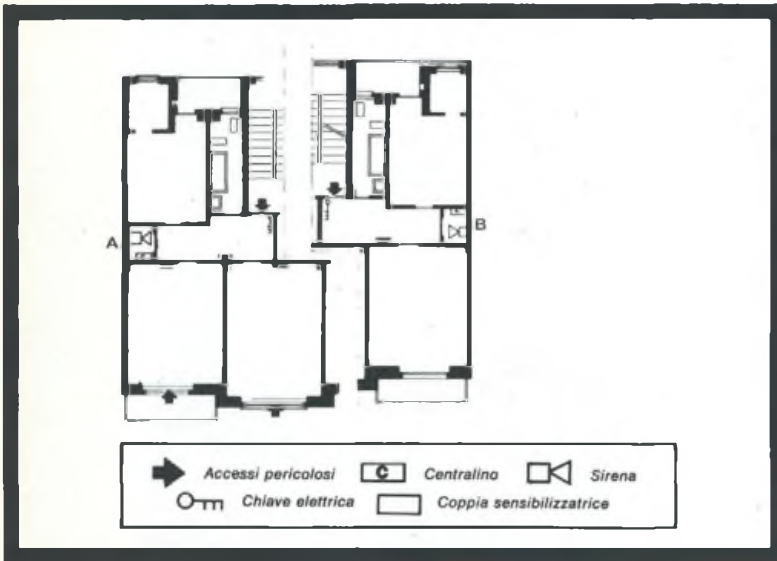 A
B
Accessi pericolosi C Centralino Sirena
Chiave elettrica Coppia sensibilizzatrice